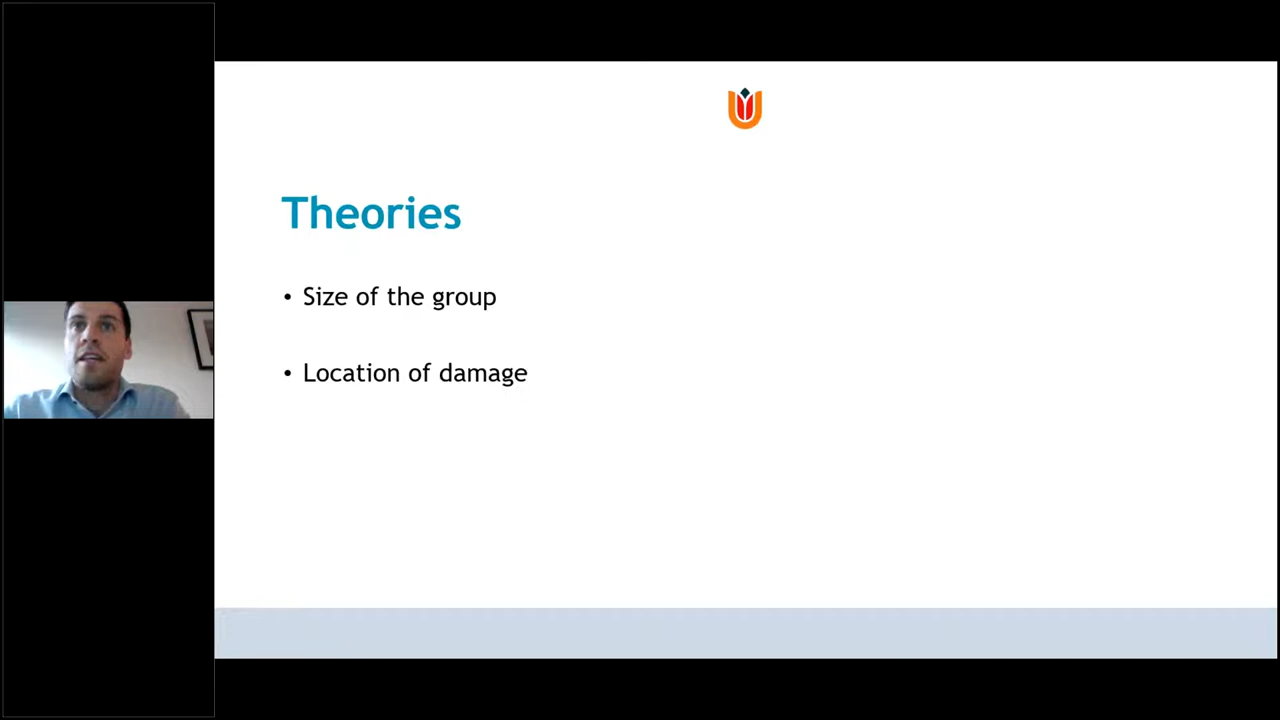 Theories
• Size of the group
• Location of damage